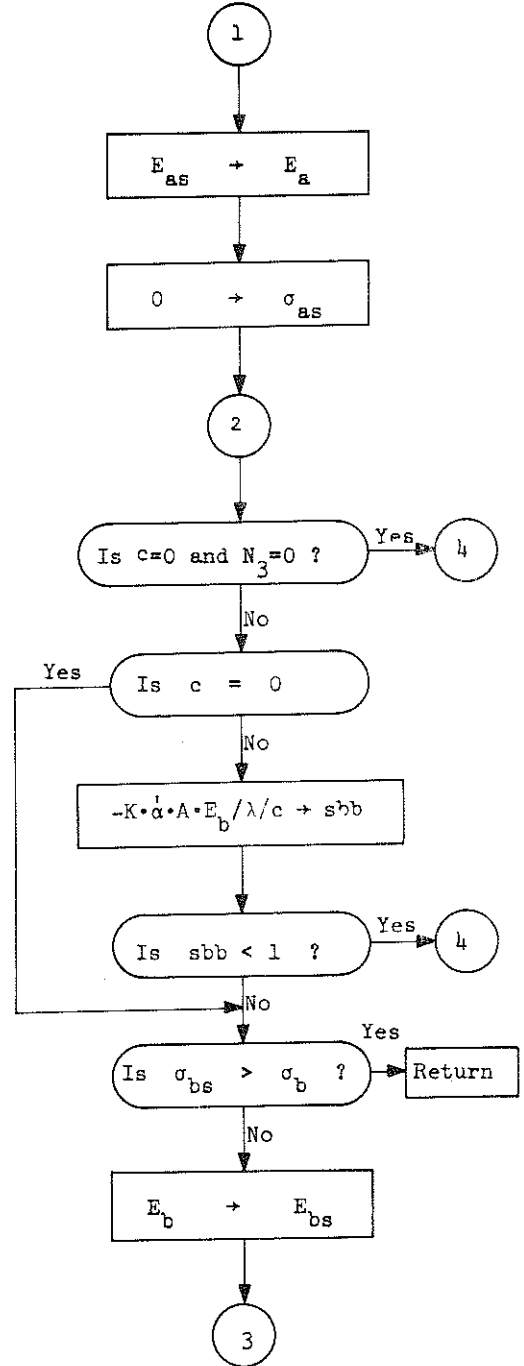 1
E_as → E_a
0 → σ_as
2
Is c=0 and N_3=0 ?
Yes
4
No
Yes
Is c = 0
No
-K•α̇•A•E_b/λ/c → sbb
Is sbb < 1 ?
Yes
4
No
Yes
Is σ_bs > σ_b ?
Return
No
E_b → E_bs
3